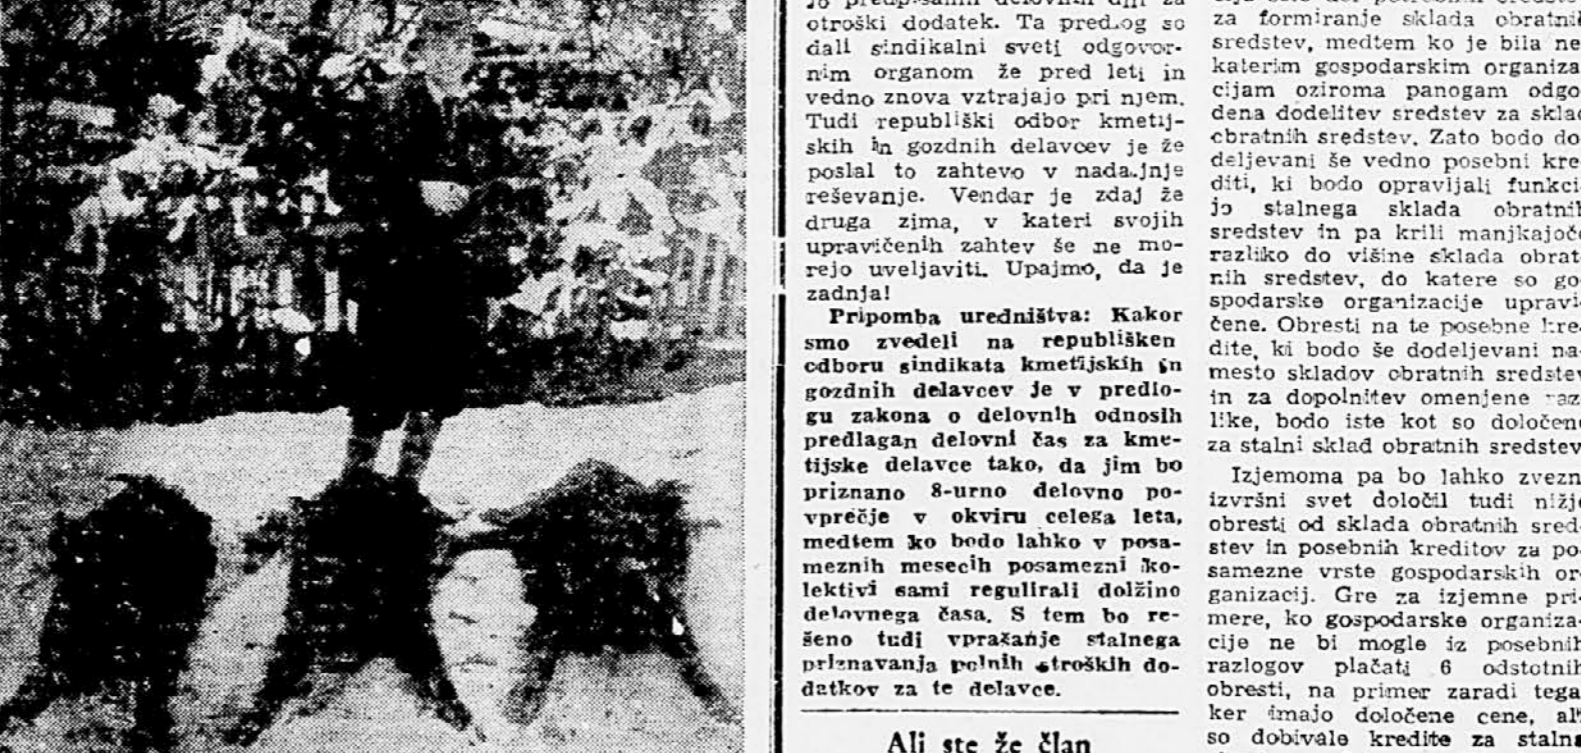 jo predpisanih delovnih dni za
otroški dodatek. Ta predlog so
dali sindikalni sveti odgovor-
nim organom že pred leti in
vedno znova vztrajajo pri njem.
Tudi republiški odbor kmetij-
skih in gozdnih delavcev je že
poslal to zahtevo v nadaljnje
reševanje. Vendar je zdaj že
druga zima, v kateri svojih
upravičenih zahtev še ne mo-
rejo uveljaviti. Upajmo, da je
zadnja!
Pripomba uredništva: Kakor
smo zvedeli na republišken
odboru sindikata kmetijskih in
gozdnih delavcev je v predlo-
gu zakona o delovnih odnosih
predlagan delovni čas za kme-
tijske delavce tako, da jim bo
priznano 8-urno delovno po-
vprečje v okviru celega leta,
medtem ko bodo lahko v posa-
meznih mesecih posamezni ko-
lektivi sami regulirali dolžino
delovnega časa. S tem bo re-
šeno tudi vprašanje stalnega
priznavanja polnih otroških do-
datkov za te delavce.
Ali ste že član
za formiranje sklada obratnih
sredstev, medtem ko je bila ne-
katerim gospodarskim organiza-
cijam oziroma panogam odgo-
dena dodelitev sredstev za sklad
obratnih sredstev. Zato bodo do-
deljevani še vedno posebni kre-
diti, ki bodo opravljali funkci-
jo stalnega sklada obratnih
sredstev in pa krili manjkajočo
razliko do višine sklada obrat-
nih sredstev, do katere so go-
spodarske organizacije upravi-
čene. Obresti na te posebne kre-
dite, ki bodo še dodeljevani na-
mesto skladov obratnih sredstev
in za dopolnitev omenjene raz-
like, bodo iste kot so določene
za stalni sklad obratnih sredstev
Izjemoma pa bo lahko zvezni
izvršni svet določil tudi nižje
obresti od sklada obratnih sred-
stev in posebnih kreditov za po-
samezne vrste gospodarskih or-
ganizacij. Gre za izjemne pri-
mere, ko gospodarske organiza-
cije ne bi mogle iz posebnih
razlogov plačati 6 odstotnih
obresti, na primer zaradi tega
ker imajo določene cene, ali
so dobivale kredite za stalna